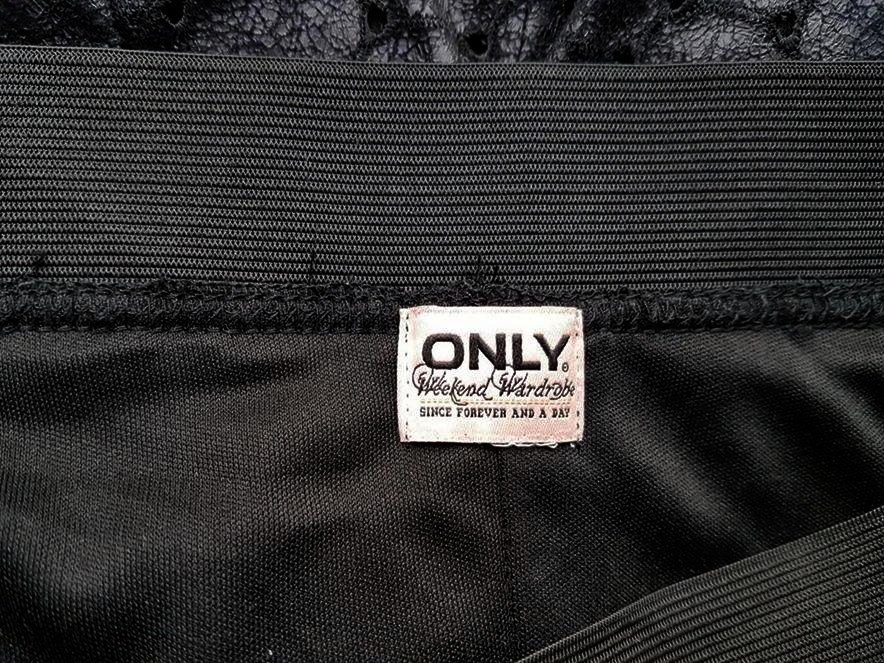 ONLY®
Weekend Wardrobe
SINCE FOREVER AND A DAY